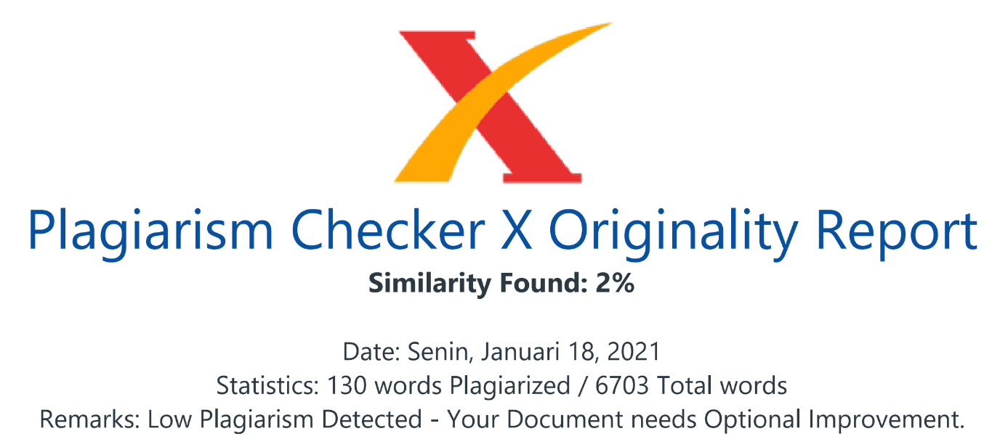 Plagiarism Checker X Originality Report
Similarity Found: 2%
Date: Senin, Januari 18, 2021
Statistics: 130 words Plagiarized / 6703 Total words
Remarks: Low Plagiarism Detected - Your Document needs Optional Improvement.